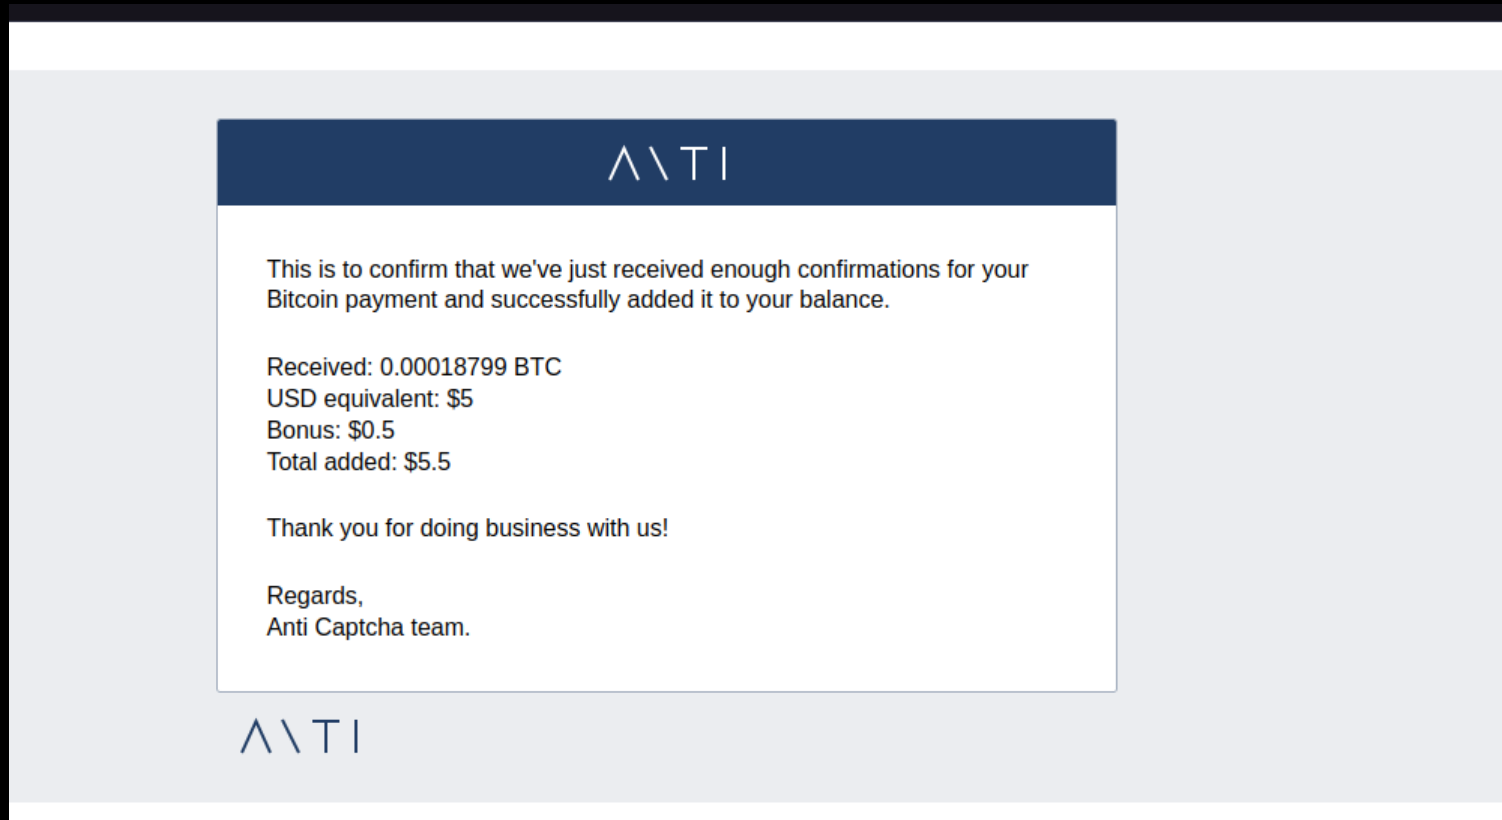 ANTI
This is to confirm that we've just received enough confirmations for your
Bitcoin payment and successfully added it to your balance.
Received: 0.00018799 BTC
USD equivalent: $5
Bonus: $0.5
Total added: $5.5
Thank you for doing business with us!
Regards,
Anti Captcha team.
ANTI